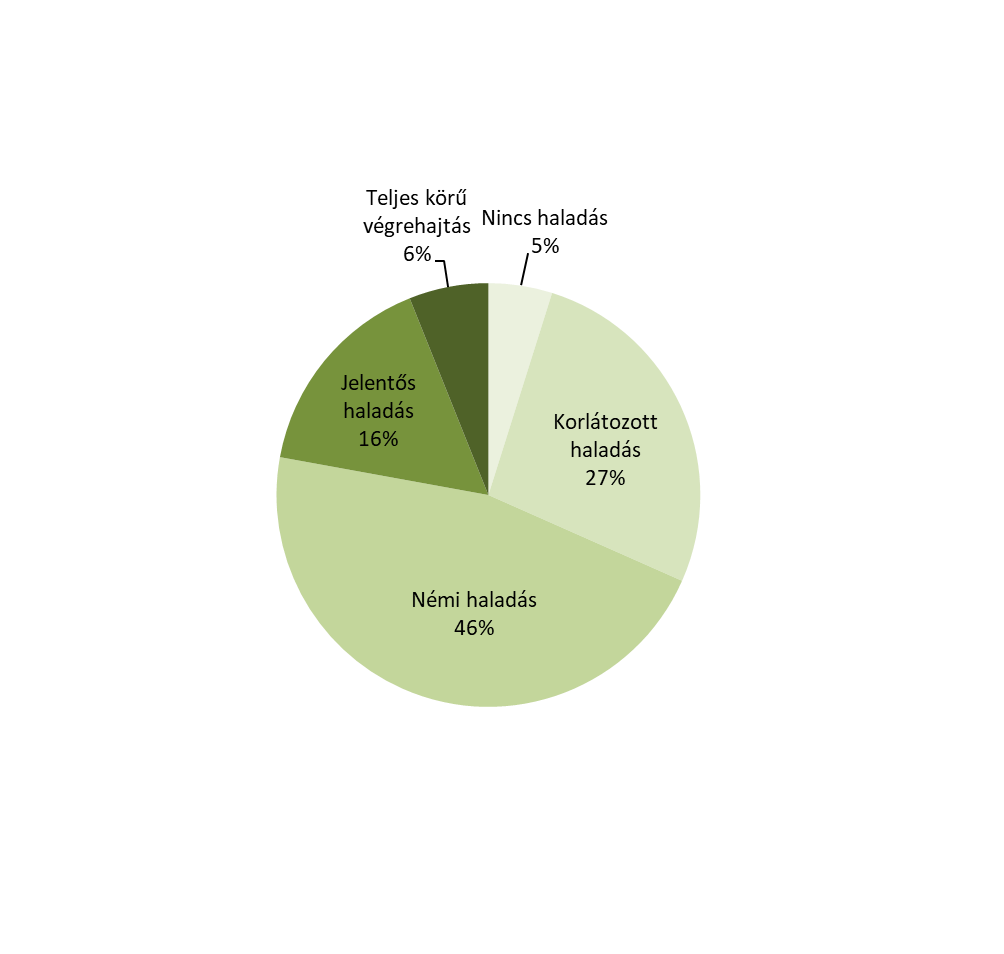 Teljes körű
végrehajtás
6%
Nincs haladás
5%
Korlátozott
haladás
27%
Némi haladás
46%
Jelentős
haladás
16%